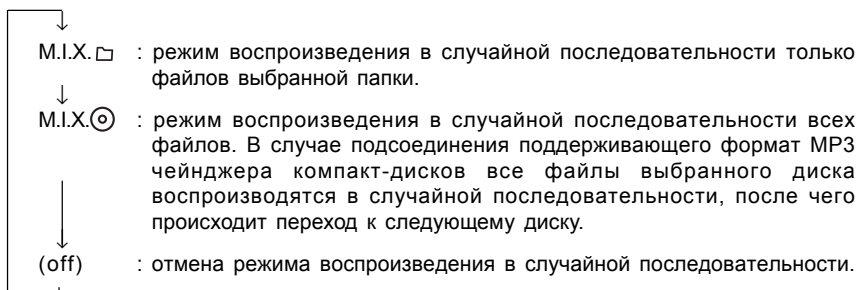 M.I.X. : режим воспроизведения в случайной последовательности только
файлов выбранной папки.
M.I.X. : режим воспроизведения в случайной последовательности всех
файлов. В случае подсоединения поддерживающего формат MP3
чейнджера компакт-дисков все файлы выбранного диска
воспроизводятся в случайной последовательности, после чего
происходит переход к следующему диску.
(off) : отмена режима воспроизведения в случайной последовательности.